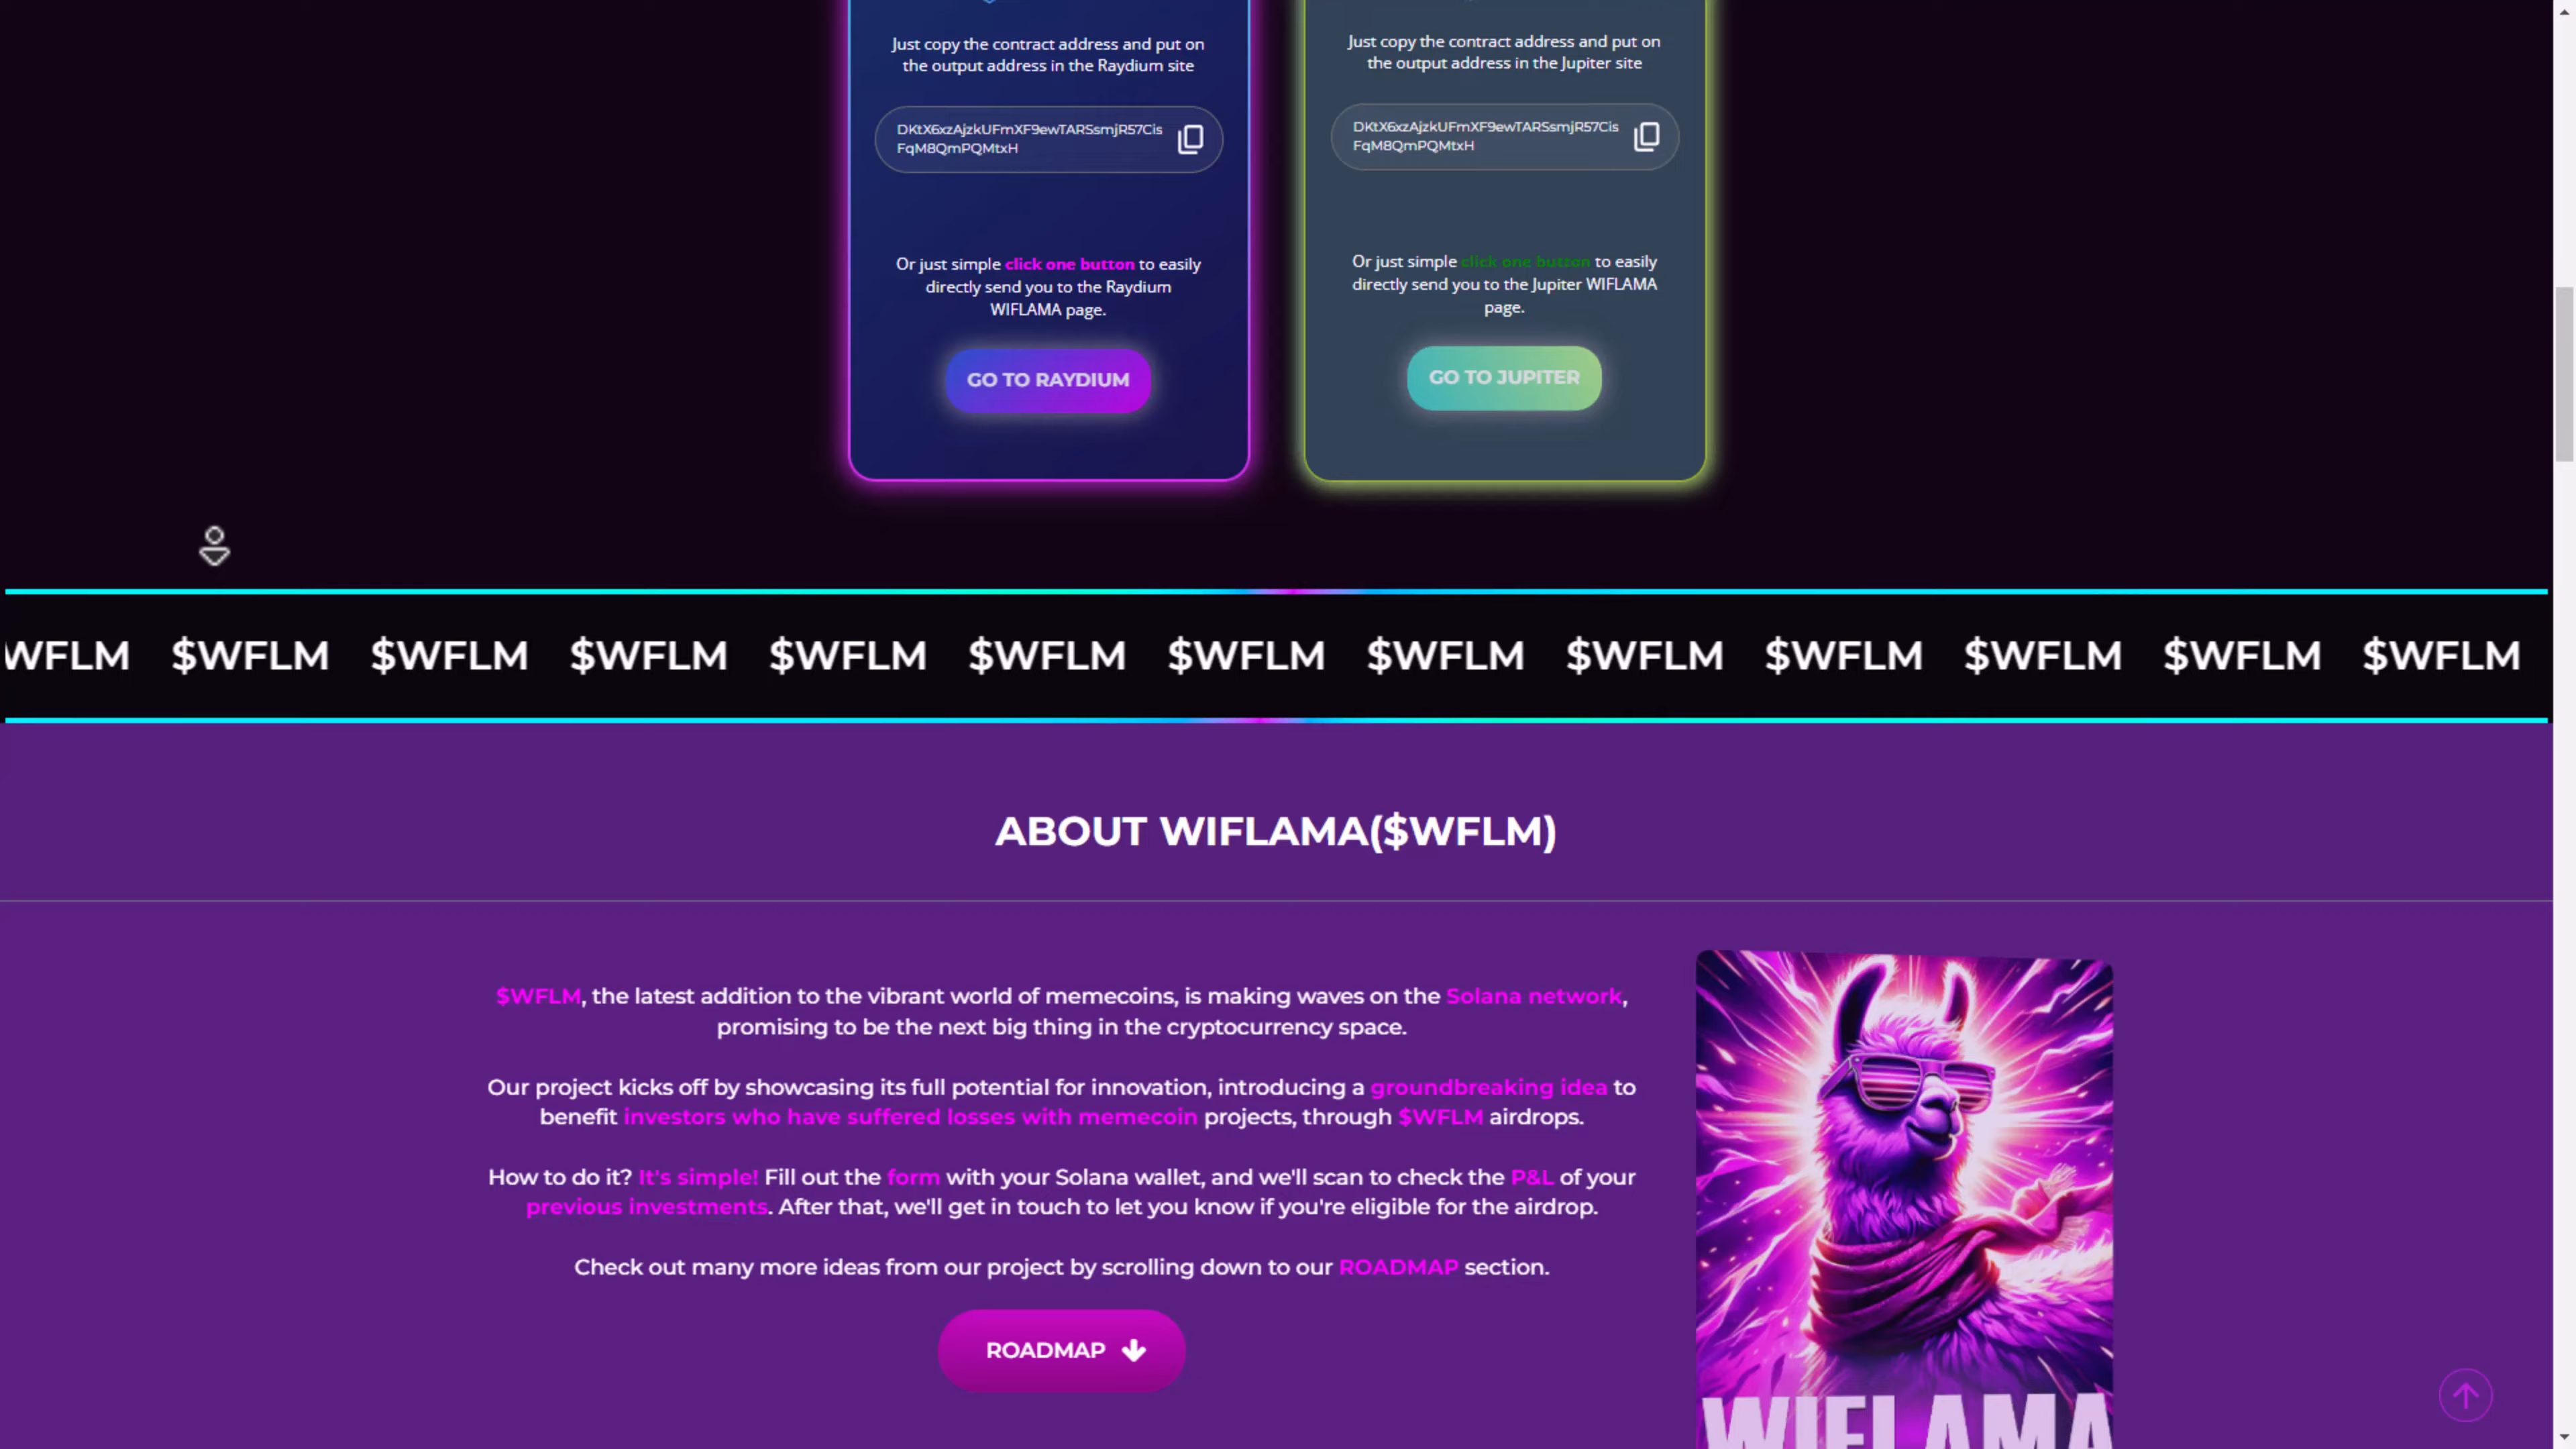 Just copy the contract address and put on
the output address in the Raydium site
DKtX6xzAjzkUFmXF9ewTARSsmjR57Cis
FqM8QmPQMtxH
Or just simple click one button to easily
directly send you to the Raydium
WIFLAMA page.
GO TO RAYDIUM
Just copy the contract address and put on
the output address in the Jupiter site
DKtX6xzAjzkUFmXF9ewTARSsmjR57Cis
FqM8QmPQMtxH
Or just simple click one button to easily
directly send you to the Jupiter WIFLAMA
page.
GO TO JUPITER
WFLM $WFLM $WFLM $WFLM $WFLM $WFLM $WFLM $WFLM $WFLM $WFLM $WFLM $WFLM $WFLM
ABOUT WIFLAMA($WFLM)
$WFLM, the latest addition to the vibrant world of memecoins, is making waves on the Solana network,
promising to be the next big thing in the cryptocurrency space.
Our project kicks off by showcasing its full potential for innovation, introducing a groundbreaking idea to
benefit investors who have suffered losses with memecoin projects, through $WFLM airdrops.
How to do it? It's simple! Fill out the form with your Solana wallet, and we'll scan to check the P&L of your
previous investments. After that, we'll get in touch to let you know if you're eligible for the airdrop.
Check out many more ideas from our project by scrolling down to our ROADMAP section.
ROADMAP
WIFLAMA